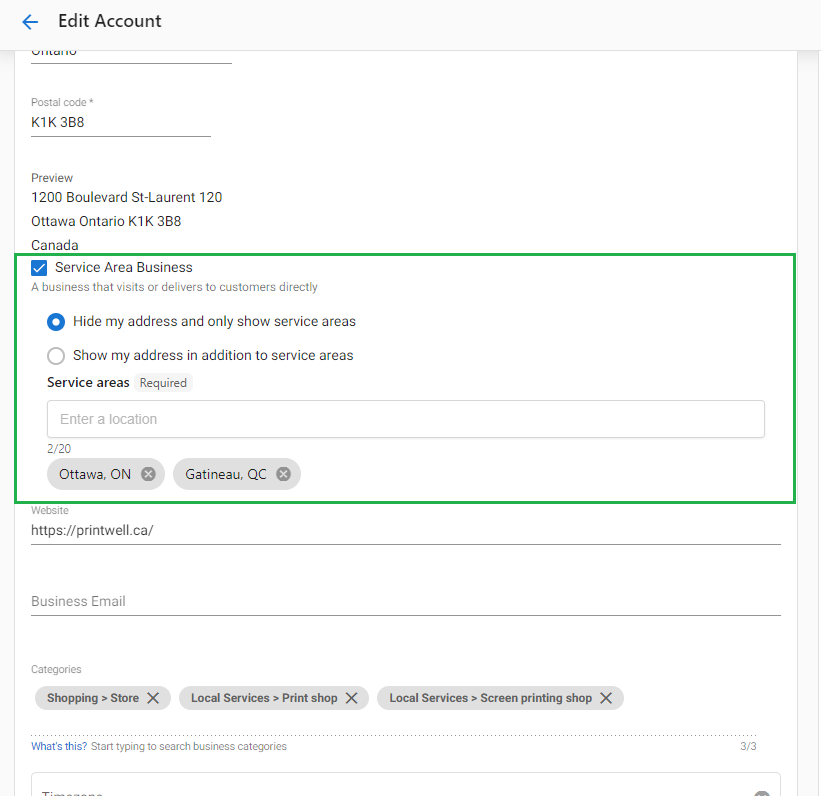 Edit Account
Ontario
Postal code *
K1K 3B8
Preview
1200 Boulevard St-Laurent 120
Ottawa Ontario K1K 3B8
Canada
Service Area Business
A business that visits or delivers to customers directly
Hide my address and only show service areas
Show my address in addition to service areas
Service areas Required
Enter a location
2/20
Ottawa, ON Gatineau, QC
Website
https://printwell.ca/
Business Email
Categories
Shopping > Store Local Services > Print shop Local Services > Screen printing shop
What's this? Start typing to search business categories 3/3
Timezone